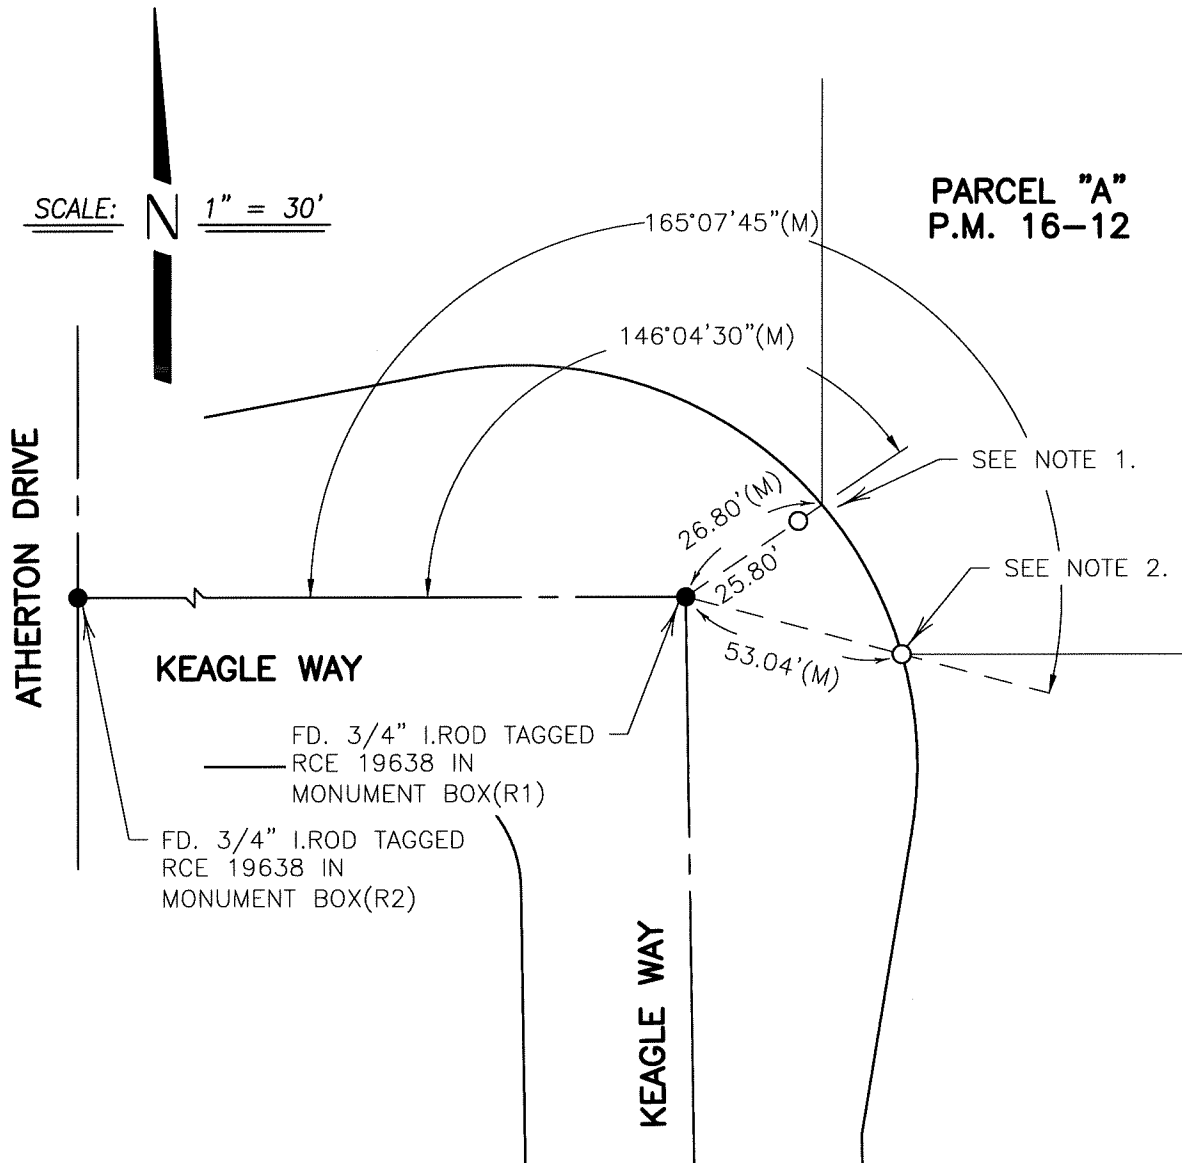 PARCEL "A"
P.M. 16-12
SCALE: N 1" = 30'
165°07'45"(M)
146°04'30"(M)
SEE NOTE 1.
26.80'(M)
25.80'
SEE NOTE 2.
53.04'(M)
ATHERTON DRIVE
KEAGLE WAY
FD. 3/4" I.ROD TAGGED
RCE 19638 IN
MONUMENT BOX(R1)
FD. 3/4" I.ROD TAGGED
RCE 19638 IN
MONUMENT BOX(R2)
KEAGLE WAY